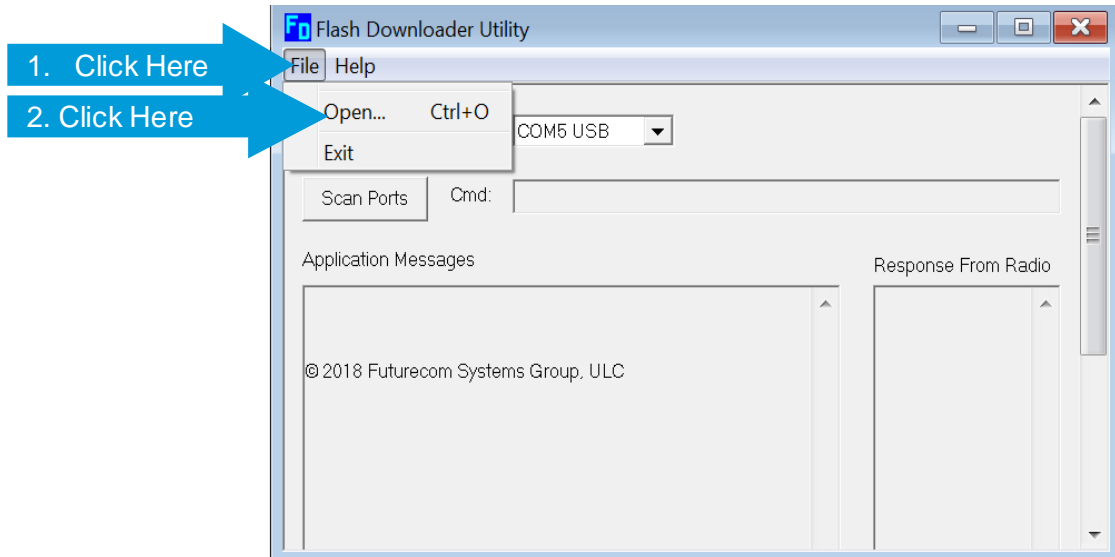 FD Flash Downloader Utility
1. Click Here
File Help
2. Click Here
Open... Ctrl+O
COM5 USB
Exit
Scan Ports Cmd:
Application Messages
Response From Radio
© 2018 Futurecom Systems Group, ULC